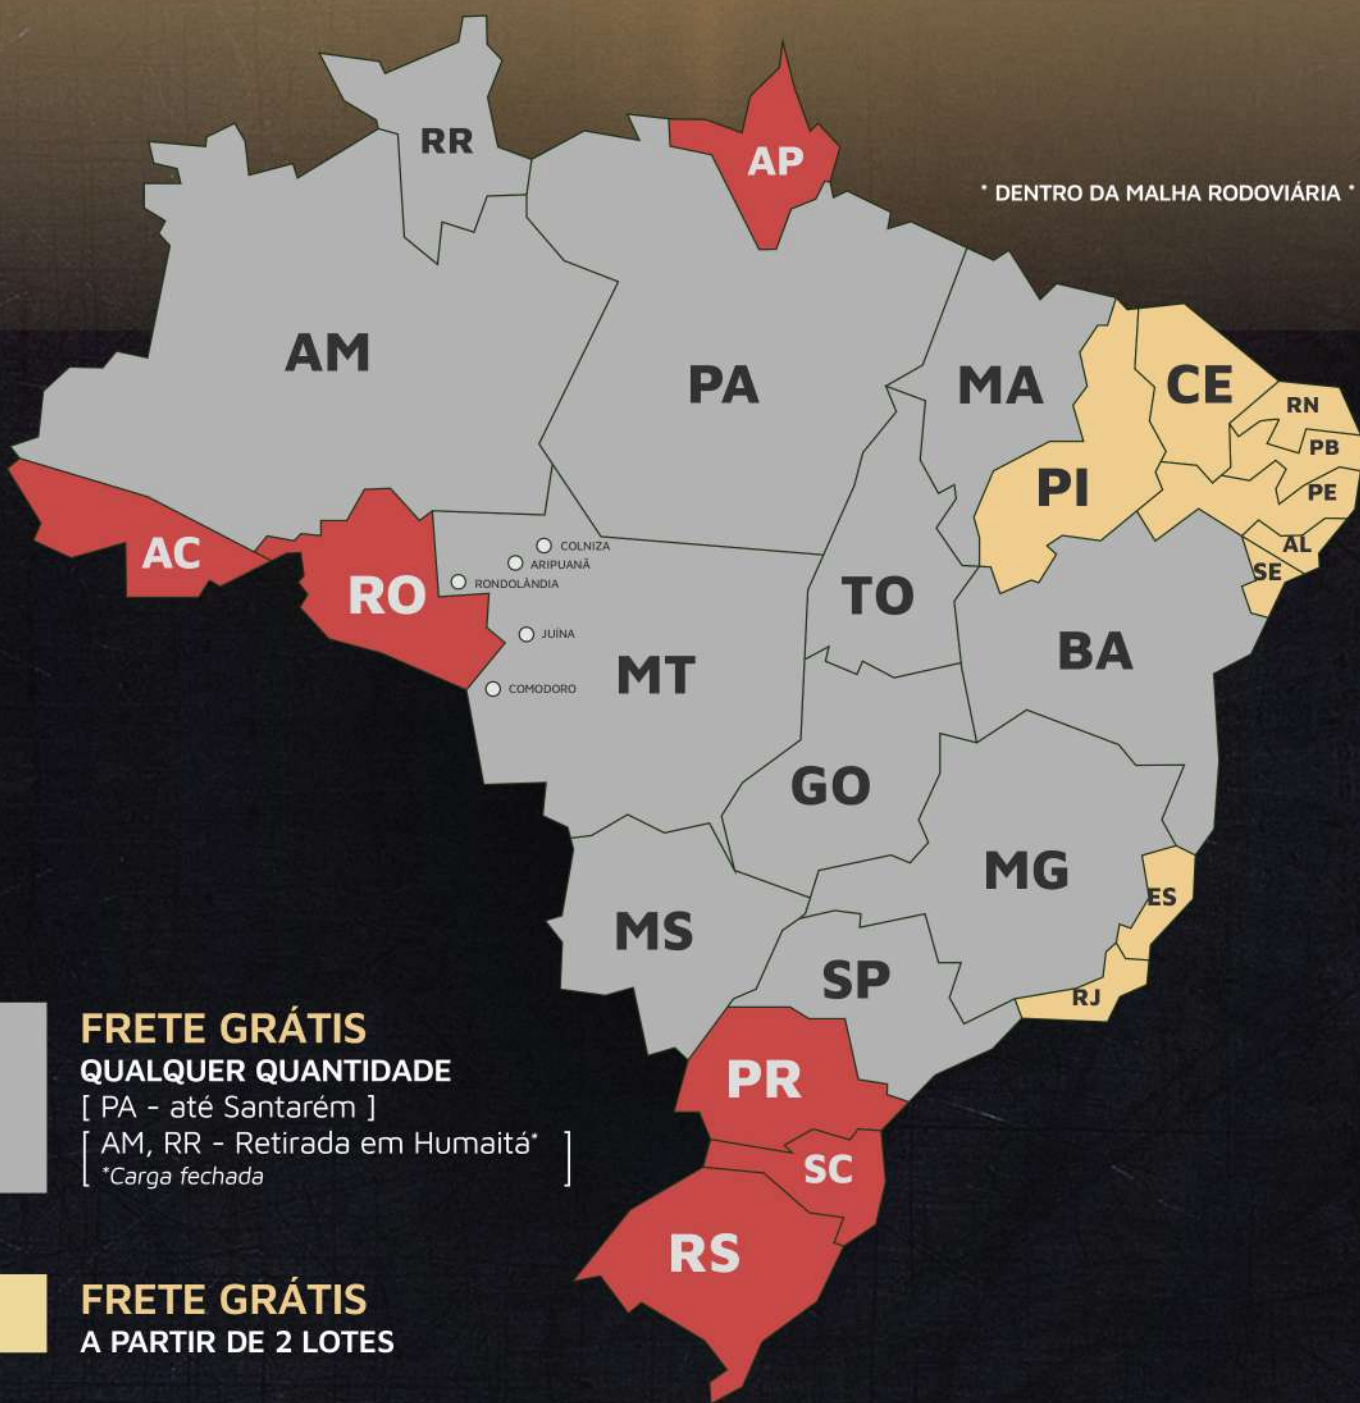 RR
AP
* DENTRO DA MALHA RODOVIÁRIA *
AM
PA
MA
CE
RN
PB
PI
PE
AL
SE
AC
RO
COLNIZA
ARIPUANÃ
RONDOLÂNDIA
JUÍNA
COMODORO
MT
TO
BA
GO
MG
ES
MS
SP
RJ
PR
SC
RS
FRETE GRÁTIS
QUALQUER QUANTIDADE
[ PA - até Santarém ]
[ AM, RR - Retirada em Humaitá*
*Carga fechada ]
FRETE GRÁTIS
A PARTIR DE 2 LOTES